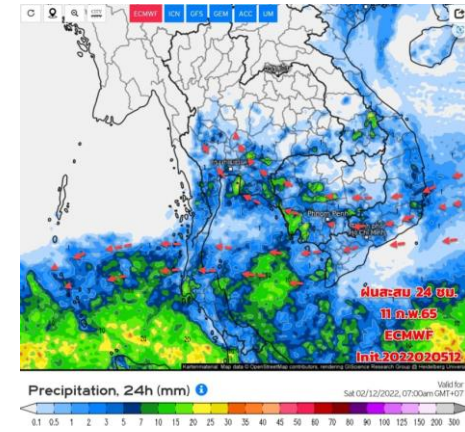 ECMWF ICN GFS GEM ACC UM
Phnom Penh
ฝนสะสม 24 ชม.
11 ก.พ.65
ECMWF
Init.2022020512
Precipitation, 24h (mm)
Valid for
Sat 02/12/2022, 07:00am GMT+07
0.1 0.5 1 2 3 5 7 10 15 20 25 30 35 40 45 50 60 70 80 90 100 125 150 200 300